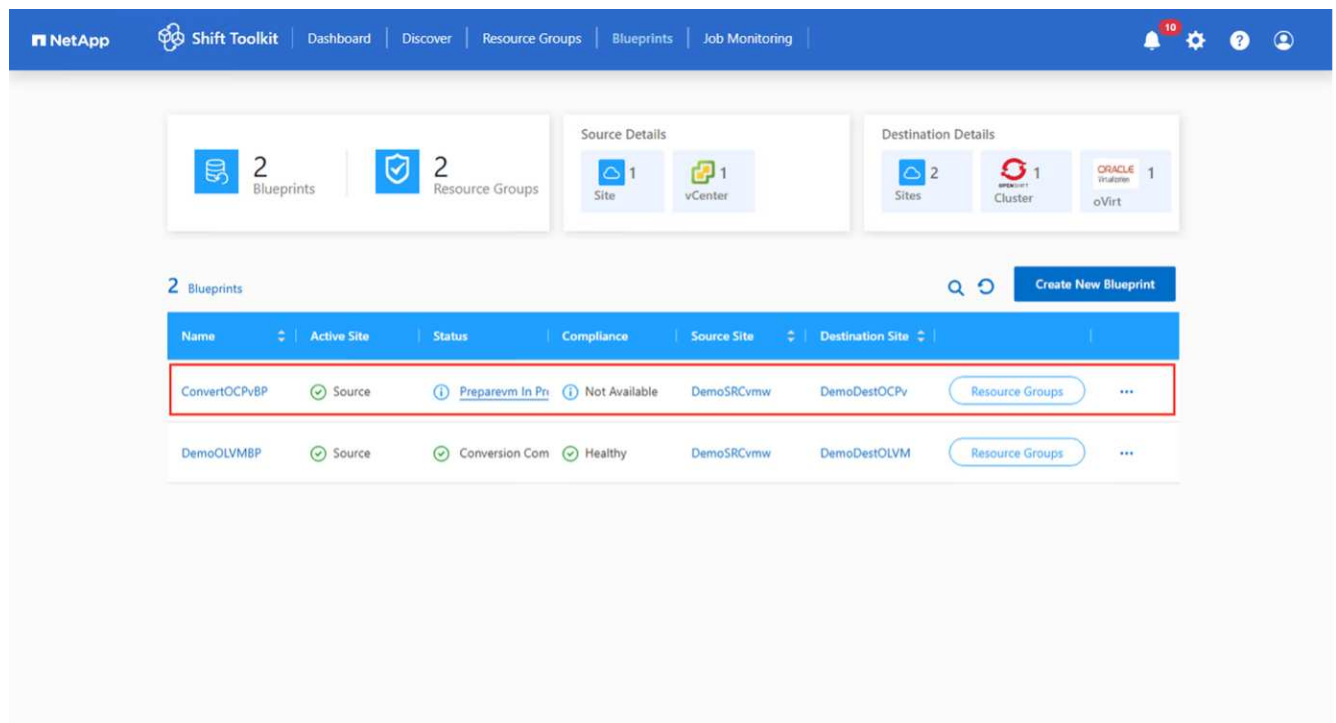 NetApp Shift Toolkit Dashboard Discover Resource Groups Blueprints Job Monitoring 10
Source Details
Destination Details
2
Blueprints
2
Resource Groups
1
Site
1
vCenter
2
Sites
OPENSHIFT
1
Cluster
ORACLE
Virtualization
1
oVirt
2 Blueprints
Create New Blueprint
Name Active Site Status Compliance Source Site Destination Site
ConvertOCPvBP Source Preparevm In Pr Not Available DemoSRCvmw DemoDestOCPv Resource Groups ...
DemoOLVMBP Source Conversion Com Healthy DemoSRCvmw DemoDestOLVM Resource Groups ...